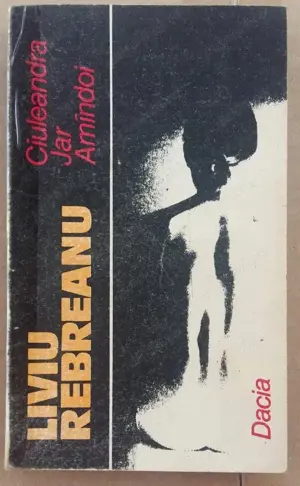 LIVIU
REBREANU
Ciuleandra
Jar
Amîndoi
Dacia